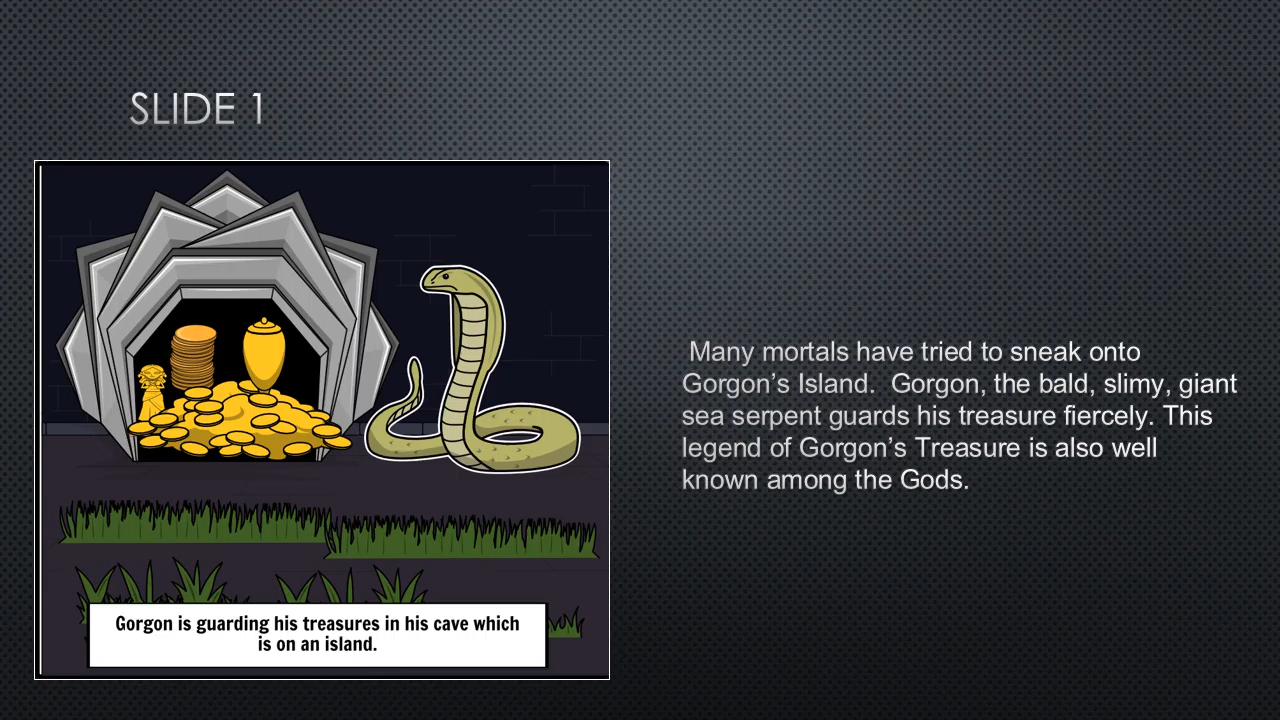 SLIDE 1
Many mortals have tried to sneak onto
Gorgon's Island.  Gorgon, the bald, slimy, giant
sea serpent guards his treasure fiercely. This
legend of Gorgon's Treasure is also well
known among the Gods.
Gorgon is guarding his treasures in his cave which
is on an island.